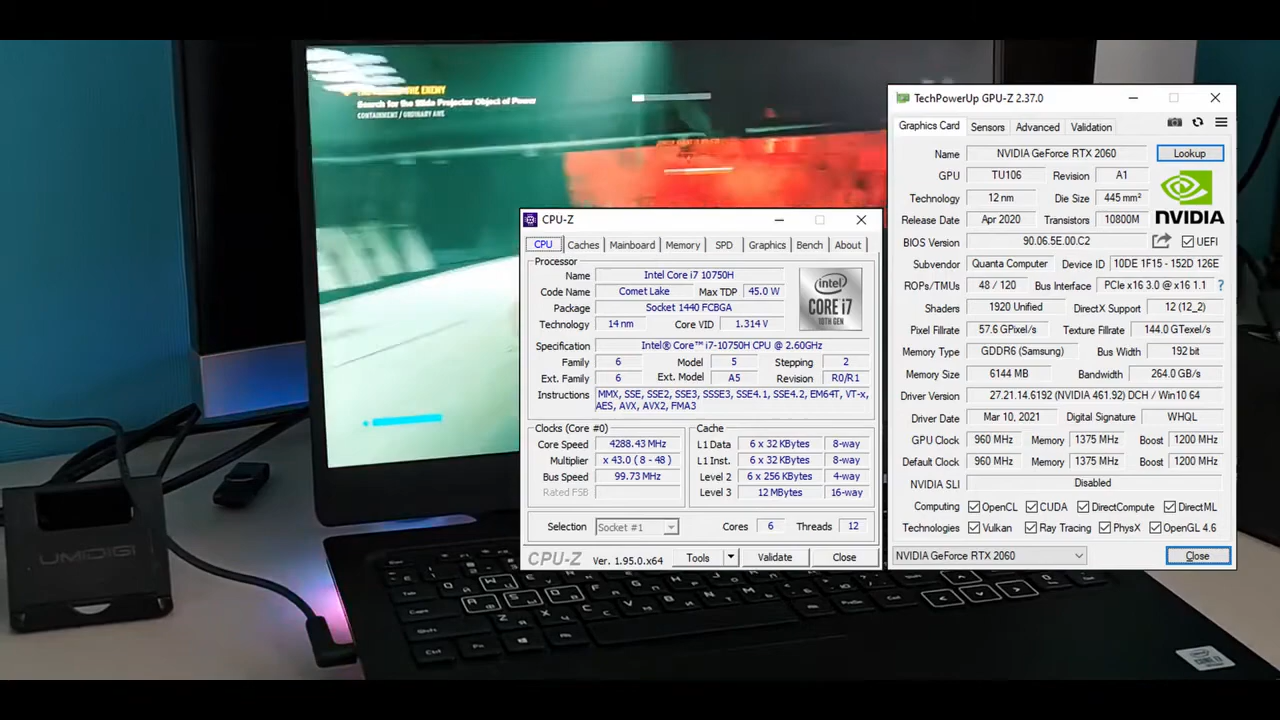 Search for the Slide Projector Object of Power
CONTAINMENT / ORDINARY AWE
UMIDIGI
CPU-Z
CPU Caches Mainboard Memory SPD Graphics Bench About
Processor
Name Intel Core i7 10750H
Code Name Comet Lake Max TDP 45.0 W
Package Socket 1440 FCBGA
Technology 14 nm Core VID 1.314 V
intel
CORE i7
10TH GEN
Specification Intel® Core™ i7-10750H CPU @ 2.60GHz
Family 6 Model 5 Stepping 2
Ext. Family 6 Ext. Model A5 Revision R0/R1
Instructions MMX, SSE, SSE2, SSE3, SSSE3, SSE4.1, SSE4.2, EM64T, VT-x,
AES, AVX, AVX2, FMA3
Clocks (Core #0)
Core Speed 4288.43 MHz
Multiplier x 43.0 ( 8 - 48 )
Bus Speed 99.73 MHz
Rated FSB
Cache
L1 Data 6 x 32 KBytes 8-way
L1 Inst. 6 x 32 KBytes 8-way
Level 2 6 x 256 KBytes 4-way
Level 3 12 MBytes 16-way
Selection Socket #1 Cores 6 Threads 12
CPU-Z Ver. 1.95.0.x64 Tools Validate Close
TechPowerUp GPU-Z 2.37.0
Graphics Card Sensors Advanced Validation
Name NVIDIA GeForce RTX 2060 Lookup
GPU TU106 Revision A1
Technology 12 nm Die Size 445 mm²
Release Date Apr 2020 Transistors 10800M
NVIDIA
BIOS Version 90.06.5E.00.C2 UEFI
Subvendor Quanta Computer Device ID 10DE 1F15 - 152D 126E
ROPs/TMUs 48 / 120 Bus Interface PCIe x16 3.0 @ x16 1.1 ?
Shaders 1920 Unified DirectX Support 12 (12_2)
Pixel Fillrate 57.6 GPixel/s Texture Fillrate 144.0 GTexel/s
Memory Type GDDR6 (Samsung) Bus Width 192 bit
Memory Size 6144 MB Bandwidth 264.0 GB/s
Driver Version 27.21.14.6192 (NVIDIA 461.92) DCH / Win10 64
Driver Date Mar 10, 2021 Digital Signature WHQL
GPU Clock 960 MHz Memory 1375 MHz Boost 1200 MHz
Default Clock 960 MHz Memory 1375 MHz Boost 1200 MHz
NVIDIA SLI Disabled
Computing OpenCL CUDA DirectCompute DirectML
Technologies Vulkan Ray Tracing PhysX OpenGL 4.6
NVIDIA GeForce RTX 2060 Close
Ctrl Fn Alt